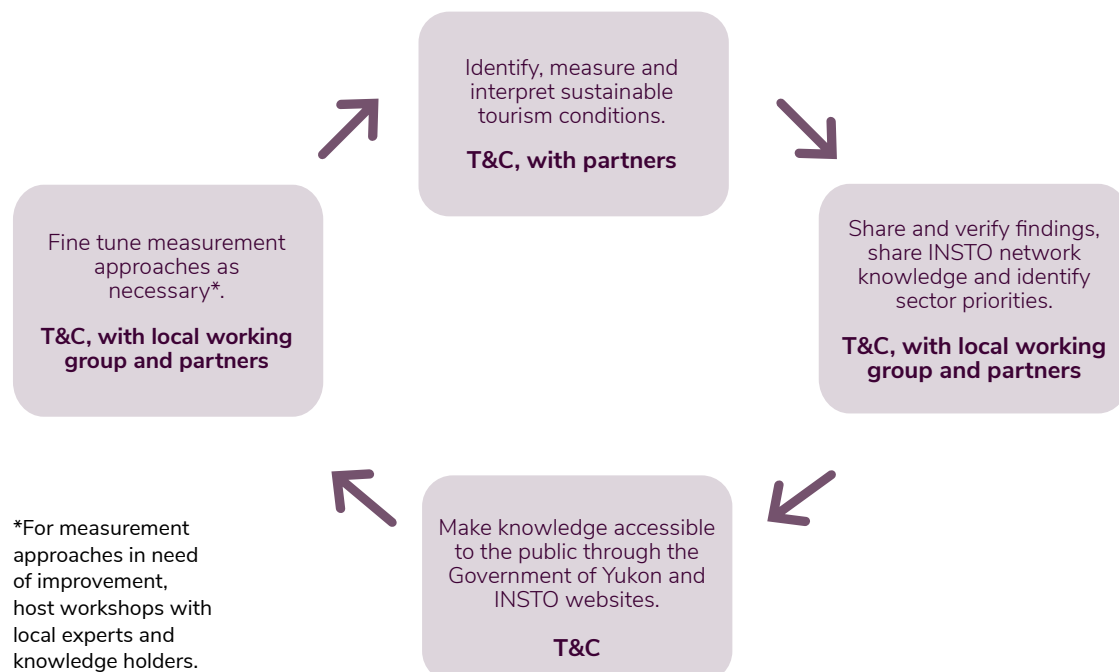 Identify, measure and
interpret sustainable
tourism conditions.
T&C, with partners
Share and verify findings,
share INSTO network
knowledge and identify
sector priorities.
T&C, with local working
group and partners
Make knowledge accessible
to the public through the
Government of Yukon and
INSTO websites.
T&C
Fine tune measurement
approaches as
necessary*.
T&C, with local working
group and partners
*For measurement
approaches in need
of improvement,
host workshops with
local experts and
knowledge holders.